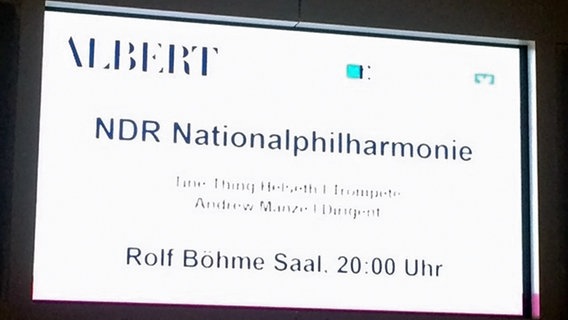 ALBERT
NDR Nationalphilharmonie
Tine Thing Helseth | Trompete
Andrew Manze | Dirigent
Rolf Böhme Saal. 20:00 Uhr